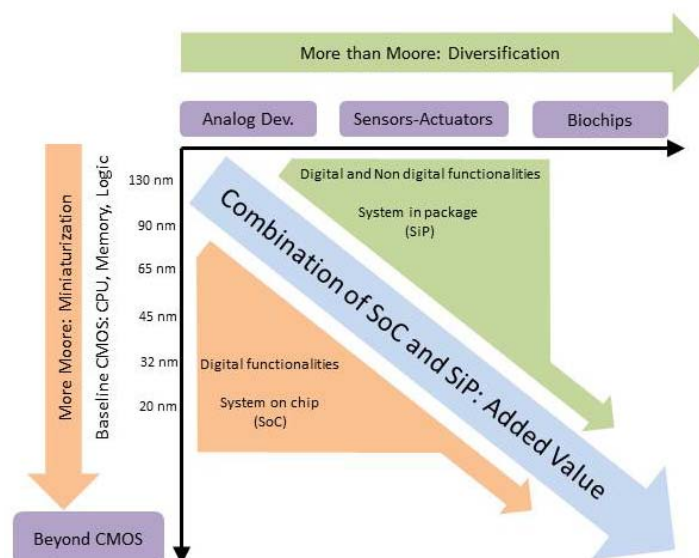 More than Moore: Diversification
Analog Dev.
Sensors-Actuators
Biochips
More Moore: Miniaturization
Baseline CMOS: CPU, Memory, Logic
130 nm
90 nm
65 nm
45 nm
32 nm
20 nm
Digital and Non digital functionalities
System in package
(SiP)
Combination of SoC and SiP: Added Value
Digital functionalities
System on chip
(SoC)
Beyond CMOS